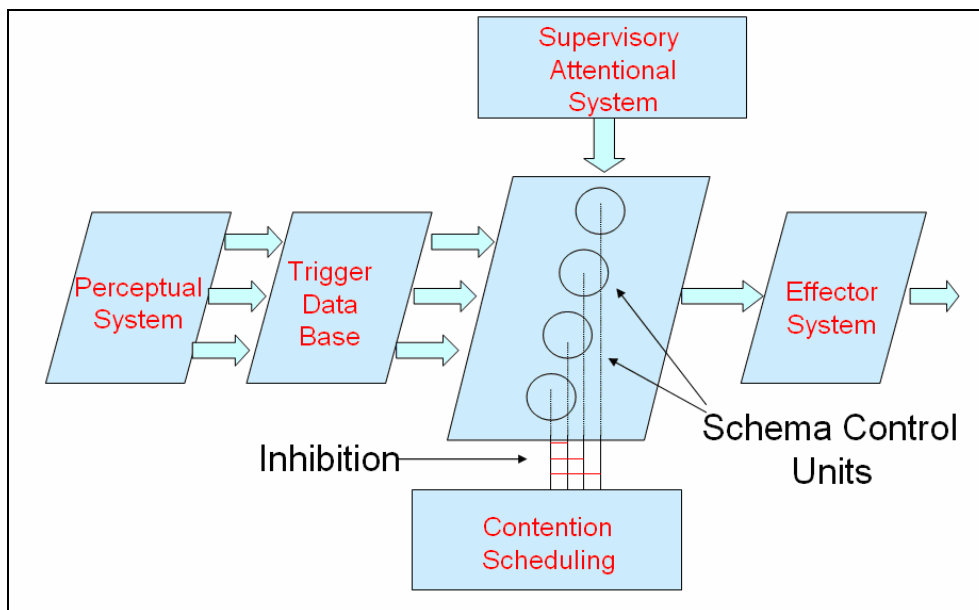 Supervisory
Attentional
System
Perceptual
System
Trigger
Data
Base
Effector
System
Schema Control
Units
Inhibition
Contention
Scheduling